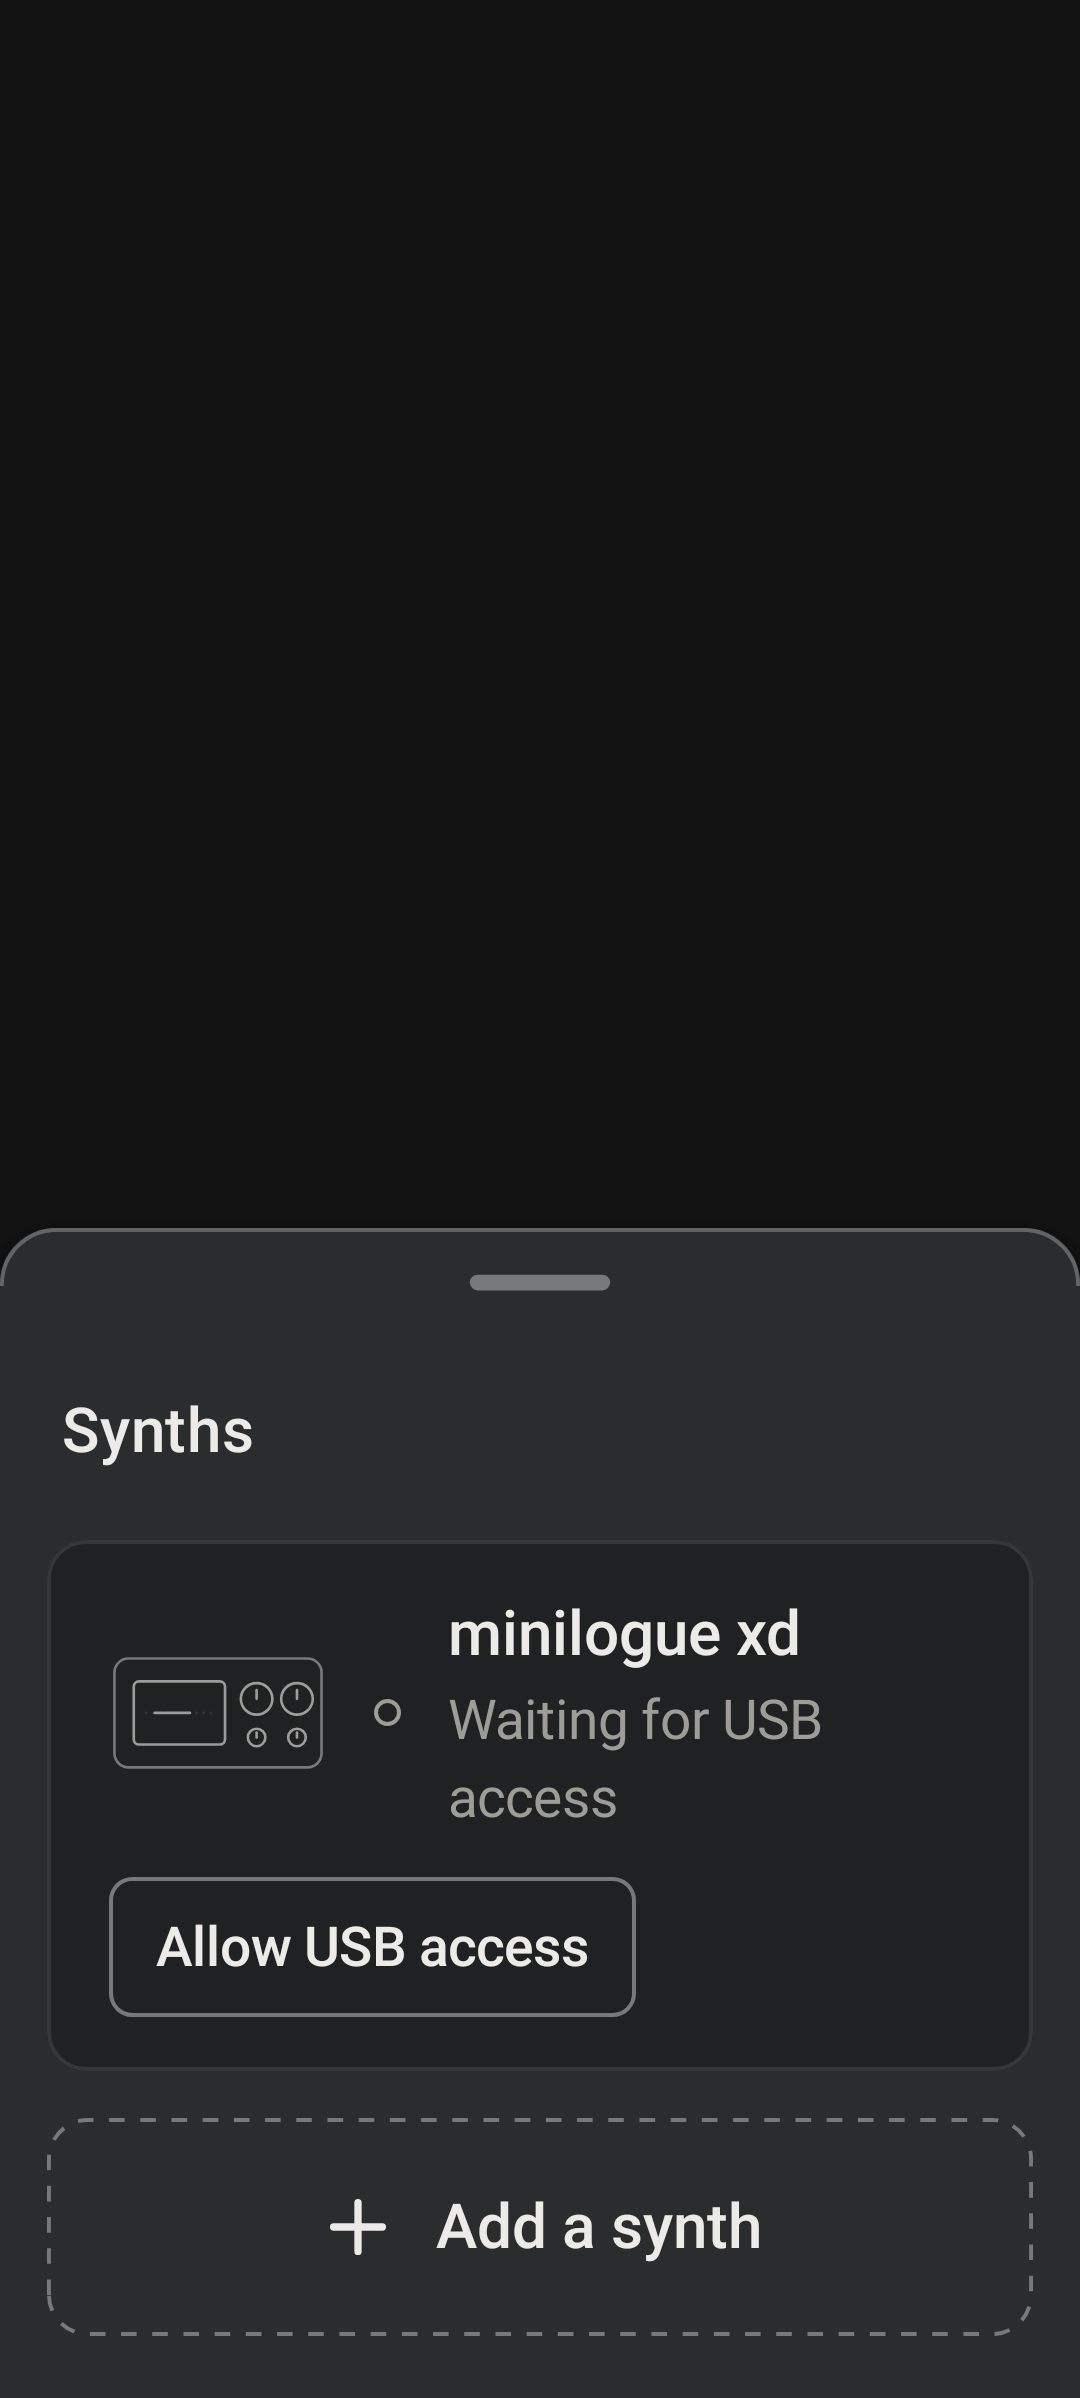 Synths
minilogue xd
Waiting for USB
access
Allow USB access
Add a synth